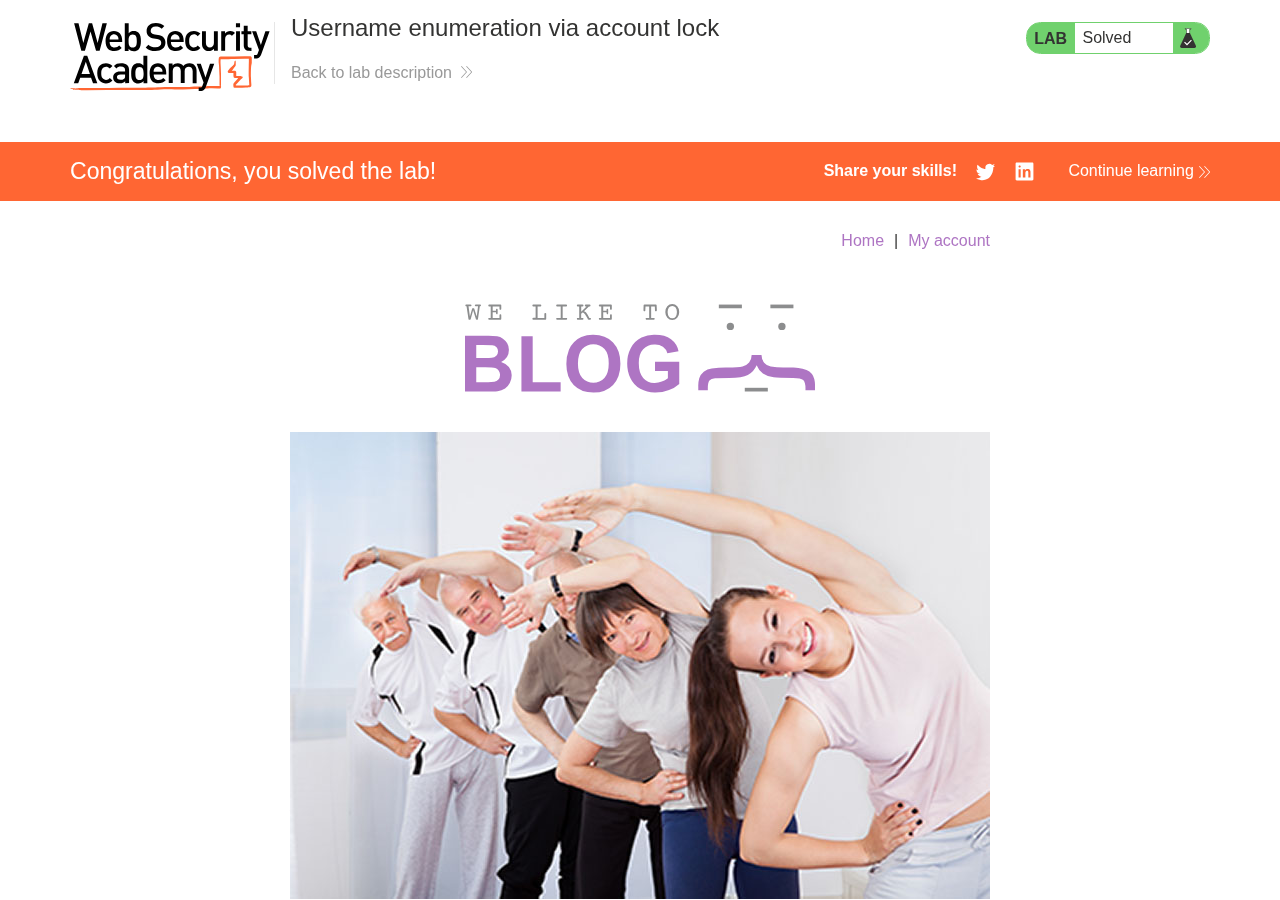 Web Security
Academy
Username enumeration via account lock
Back to lab description
LAB Solved
Congratulations, you solved the lab!
Share your skills!
Continue learning
Home | My account
WE LIKE TO
BLOG